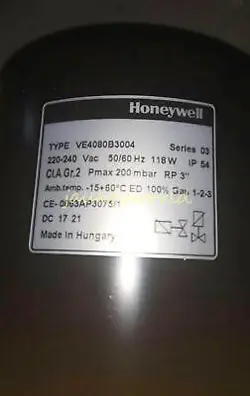 Honeywell
TYPE VE4080B3004 Series 03
220-240 Vac 50/60 Hz 118 W IP 54
Cl.A Gr.2 Pmax 200 mbar RP 3"
Amb.temp. -15+60°C ED 100% Gas 1-2-3
CE-0063AP3075/1
DC 17 21
Made in Hungary